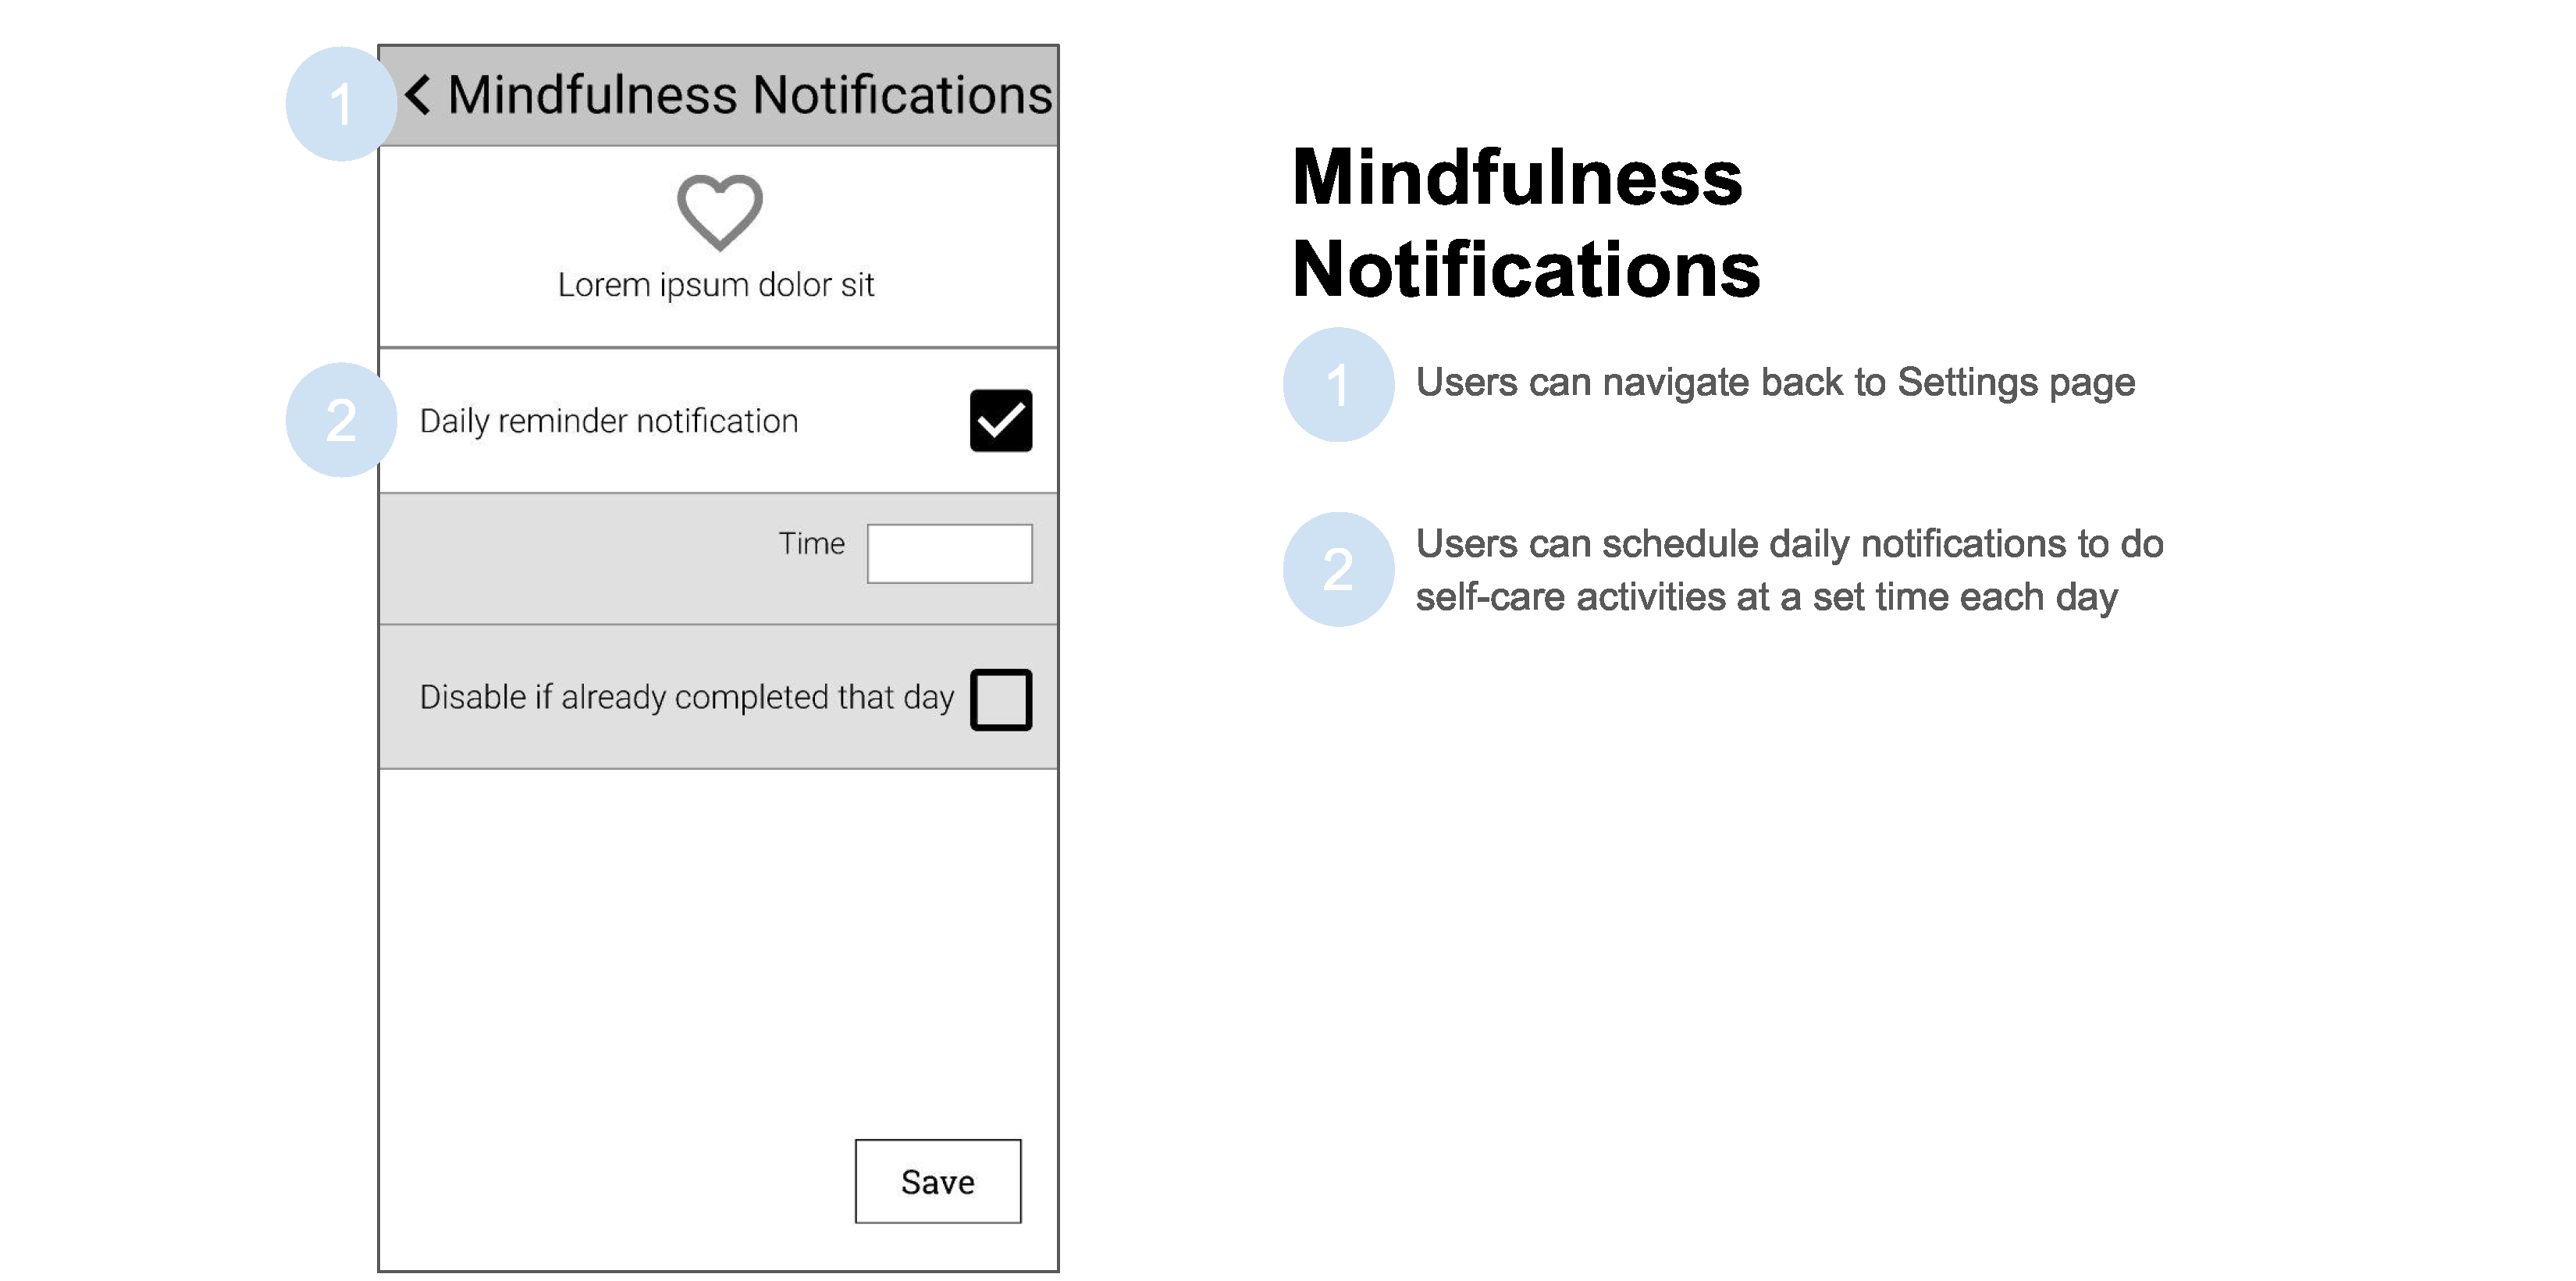 1
Mindfulness Notifications
Lorem ipsum dolor sit
2
Daily reminder notification
Time
Disable if already completed that day
Save
Mindfulness
Notifications
1
Users can navigate back to Settings page
2
Users can schedule daily notifications to do
self-care activities at a set time each day